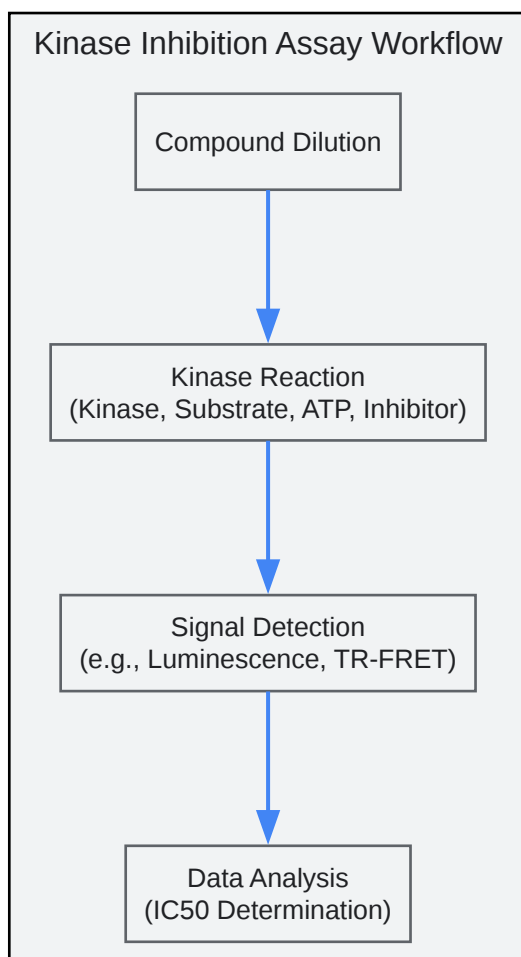 Kinase Inhibition Assay Workflow
Compound Dilution
Kinase Reaction
(Kinase, Substrate, ATP, Inhibitor)
Signal Detection
(e.g., Luminescence, TR-FRET)
Data Analysis
(IC50 Determination)